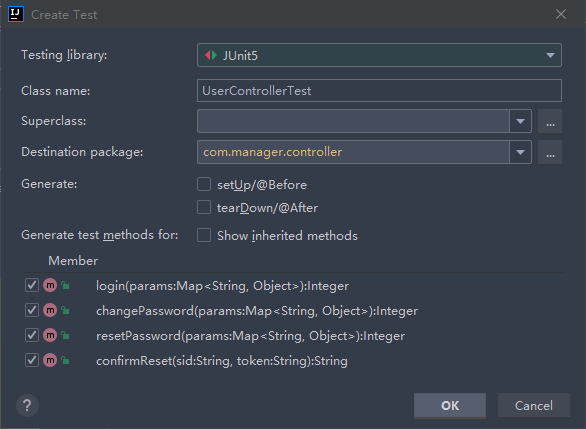 IJ
Create Test
Testing library: JUnit5
Class name: UserControllerTest
Superclass: ...
Destination package: com.manager.controller ...
Generate: setUp/@Before
tearDown/@After
Generate test methods for: Show inherited methods
Member
m login(params:Map<String, Object>):Integer
m changePassword(params:Map<String, Object>):Integer
m resetPassword(params:Map<String, Object>):Integer
m confirmReset(sid:String, token:String):String
? OK Cancel